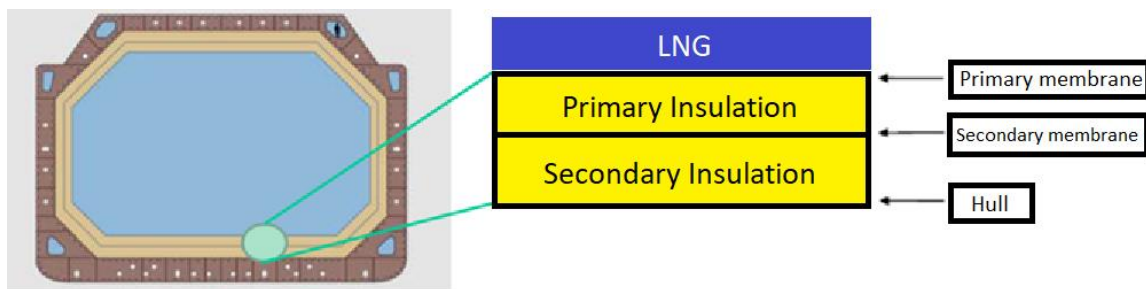 LNG
Primary Insulation
Secondary Insulation
Primary membrane
Secondary membrane
Hull